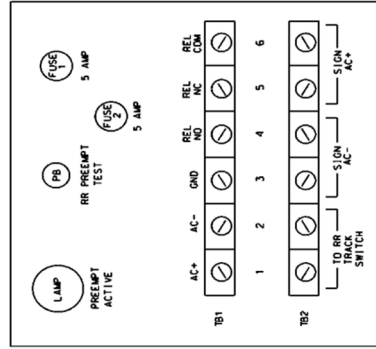 LAMP
PREEMPT
ACTIVE
PB
RR PREEMPT
TEST
FUSE
1
5 AMP
FUSE
2
5 AMP
AC+
AC-
GND
REL
NO
REL
NC
REL
COM
TB1
1 2 3 4 5 6
TB2
TO RR
TRACK
SWITCH
SIGN
AC-
SIGN
AC+